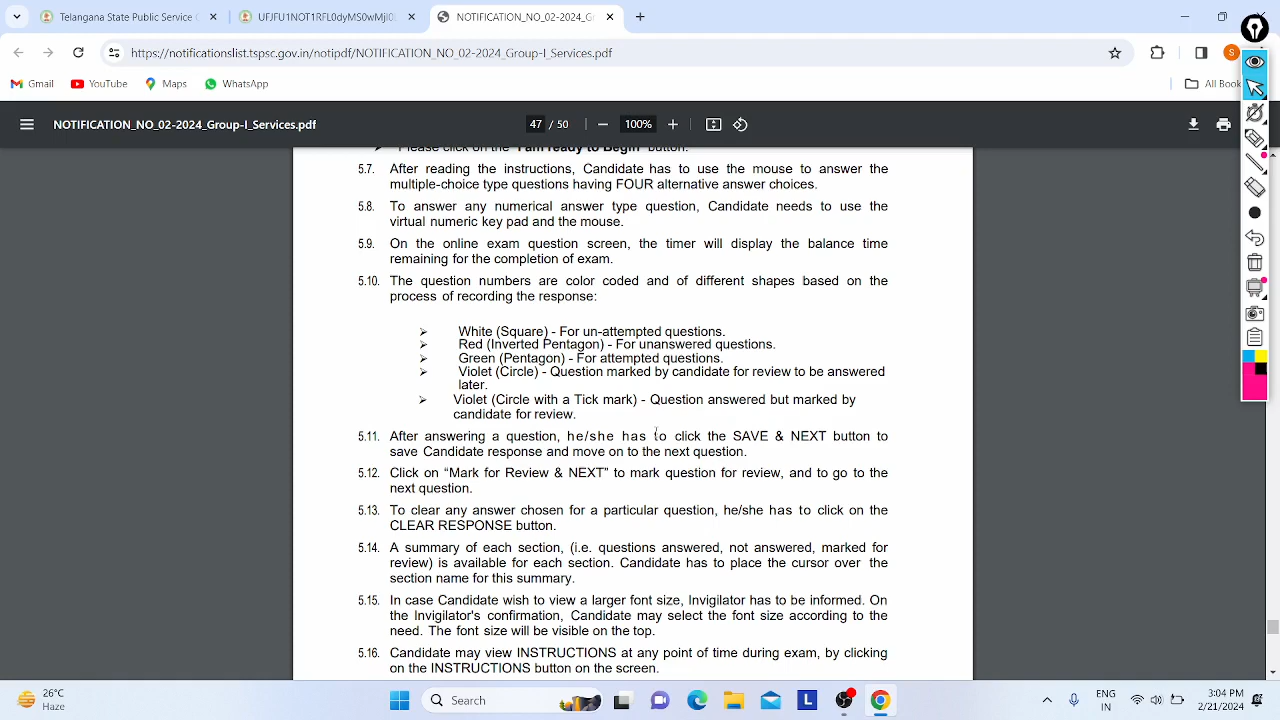 Telangana State Public Service
UFJFU1NOT1RFL0dyMS0wMjI0
NOTIFICATION_NO_02-2024_G
https://notificationslist.tspsc.gov.in/notipdf/NOTIFICATION_NO_02-2024_Group-I_Services.pdf
S
Gmail
YouTube
Maps
WhatsApp
All Book
NOTIFICATION_NO_02-2024_Group-I_Services.pdf
47 / 50
100%
➤ Please click on the "I am ready to Begin" button.
5.7. After reading the instructions, Candidate has to use the mouse to answer the
multiple-choice type questions having FOUR alternative answer choices.
5.8. To answer any numerical answer type question, Candidate needs to use the
virtual numeric key pad and the mouse.
5.9. On the online exam question screen, the timer will display the balance time
remaining for the completion of exam.
5.10. The question numbers are color coded and of different shapes based on the
process of recording the response:
➤ White (Square) - For un-attempted questions.
➤ Red (Inverted Pentagon) - For unanswered questions.
➤ Green (Pentagon) - For attempted questions.
➤ Violet (Circle) - Question marked by candidate for review to be answered
later.
➤ Violet (Circle with a Tick mark) - Question answered but marked by
candidate for review.
5.11. After answering a question, he/she has to click the SAVE & NEXT button to
save Candidate response and move on to the next question.
5.12. Click on “Mark for Review & NEXT” to mark question for review, and to go to the
next question.
5.13. To clear any answer chosen for a particular question, he/she has to click on the
CLEAR RESPONSE button.
5.14. A summary of each section, (i.e. questions answered, not answered, marked for
review) is available for each section. Candidate has to place the cursor over the
section name for this summary.
5.15. In case Candidate wish to view a larger font size, Invigilator has to be informed. On
the Invigilator's confirmation, Candidate may select the font size according to the
need. The font size will be visible on the top.
5.16. Candidate may view INSTRUCTIONS at any point of time during exam, by clicking
on the INSTRUCTIONS button on the screen.
26°C
Haze
Search
L
ENG
IN
3:04 PM
2/21/2024